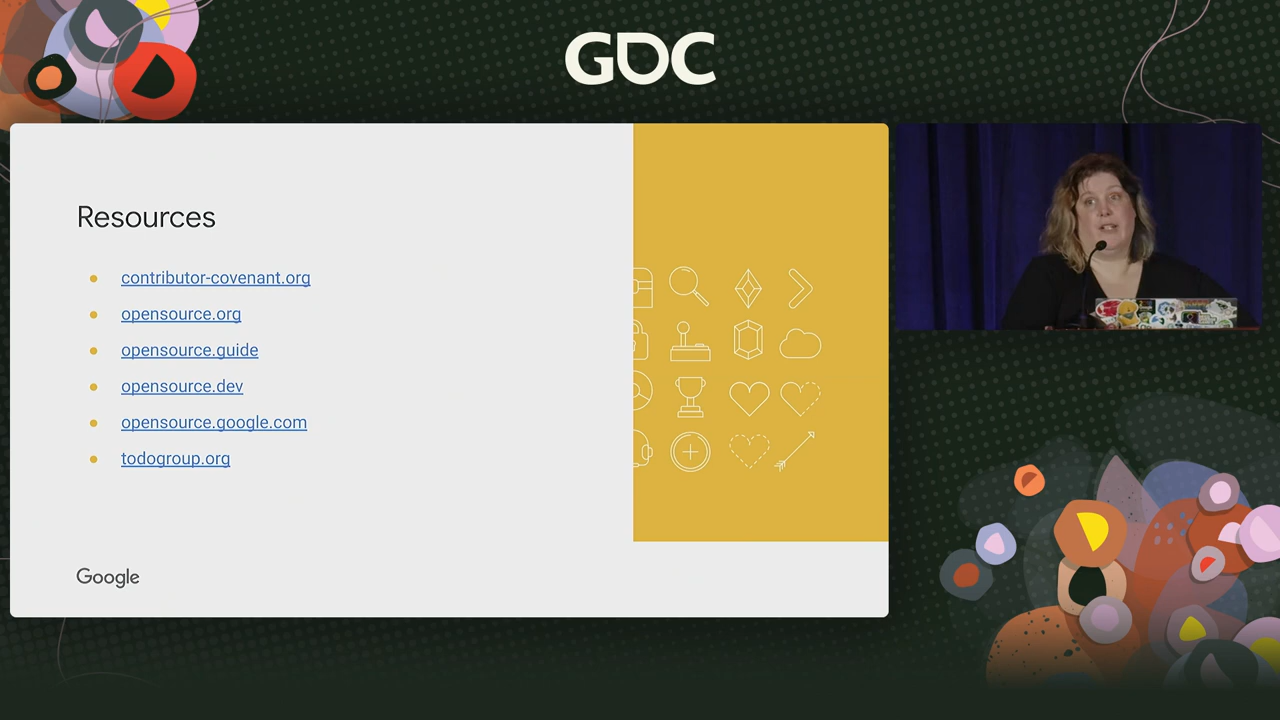 GDC
Resources
contributor-covenant.org
opensource.org
opensource.guide
opensource.dev
opensource.google.com
todogroup.org
Google